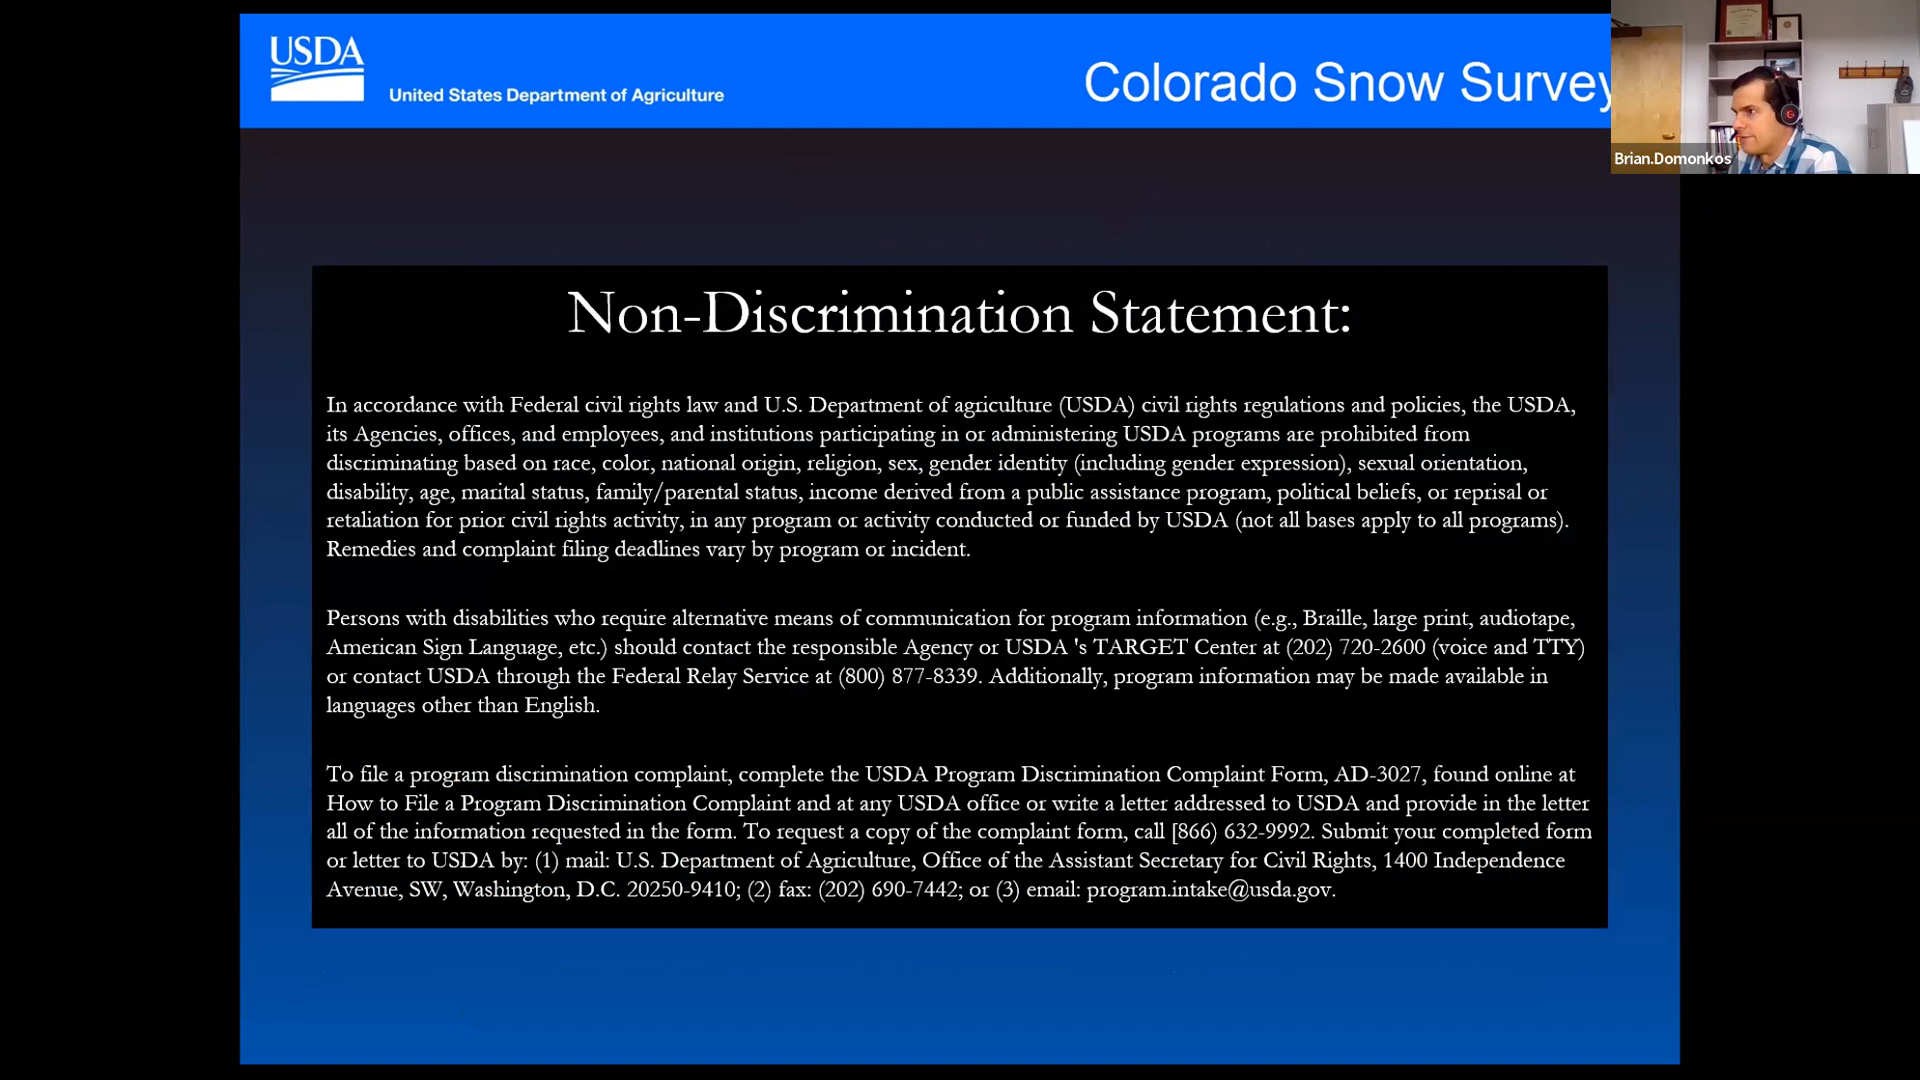 USDA
United States Department of Agriculture
Colorado Snow Survey
Brian.Domonkos
Non-Discrimination Statement:
In accordance with Federal civil rights law and U.S. Department of agriculture (USDA) civil rights regulations and policies, the USDA,
its Agencies, offices, and employees, and institutions participating in or administering USDA programs are prohibited from
discriminating based on race, color, national origin, religion, sex, gender identity (including gender expression), sexual orientation,
disability, age, marital status, family/parental status, income derived from a public assistance program, political beliefs, or reprisal or
retaliation for prior civil rights activity, in any program or activity conducted or funded by USDA (not all bases apply to all programs).
Remedies and complaint filing deadlines vary by program or incident.
Persons with disabilities who require alternative means of communication for program information (e.g., Braille, large print, audiotape,
American Sign Language, etc.) should contact the responsible Agency or USDA 's TARGET Center at (202) 720-2600 (voice and TTY)
or contact USDA through the Federal Relay Service at (800) 877-8339. Additionally, program information may be made available in
languages other than English.
To file a program discrimination complaint, complete the USDA Program Discrimination Complaint Form, AD-3027, found online at
How to File a Program Discrimination Complaint and at any USDA office or write a letter addressed to USDA and provide in the letter
all of the information requested in the form. To request a copy of the complaint form, call [866) 632-9992. Submit your completed form
or letter to USDA by: (1) mail: U.S. Department of Agriculture, Office of the Assistant Secretary for Civil Rights, 1400 Independence
Avenue, SW, Washington, D.C. 20250-9410; (2) fax: (202) 690-7442; or (3) email: program.intake@usda.gov.